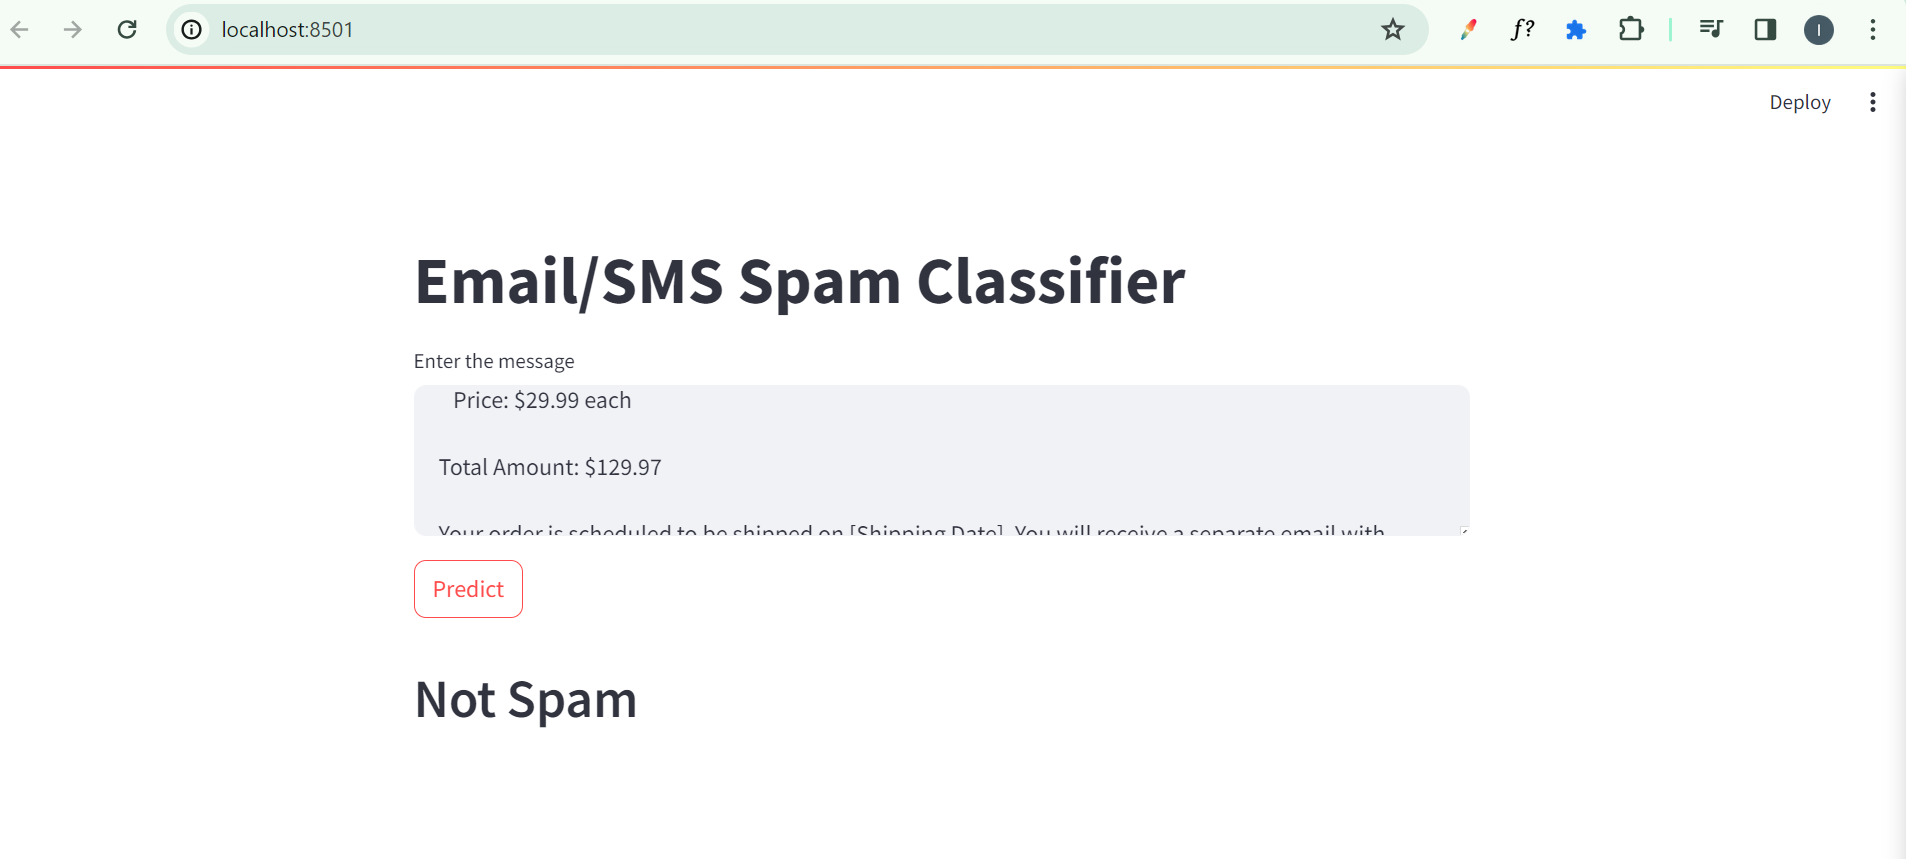 localhost:8501
f?
I
Deploy
Email/SMS Spam Classifier
Enter the message
Price: $29.99 each
Total Amount: $129.97
Your order is scheduled to be shipped on [Shipping Date]. You will receive a separate email with
Predict
Not Spam